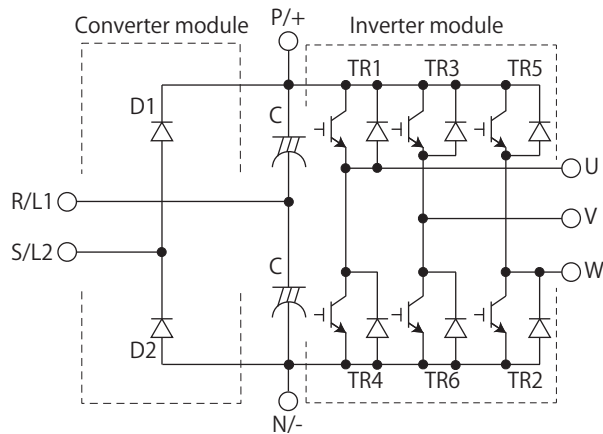 P/+
Converter module
Inverter module
TR1
TR3
TR5
D1
C
U
R/L1
V
S/L2
C
W
D2
TR4
TR6
TR2
N/-